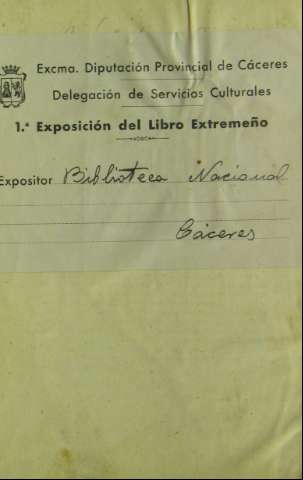 Excma. Diputación Provincial de Cáceres
Delegación de Servicios Culturales
1.ª Exposición del Libro Extremeño
Expositor Biblioteca Nacional
Cáceres